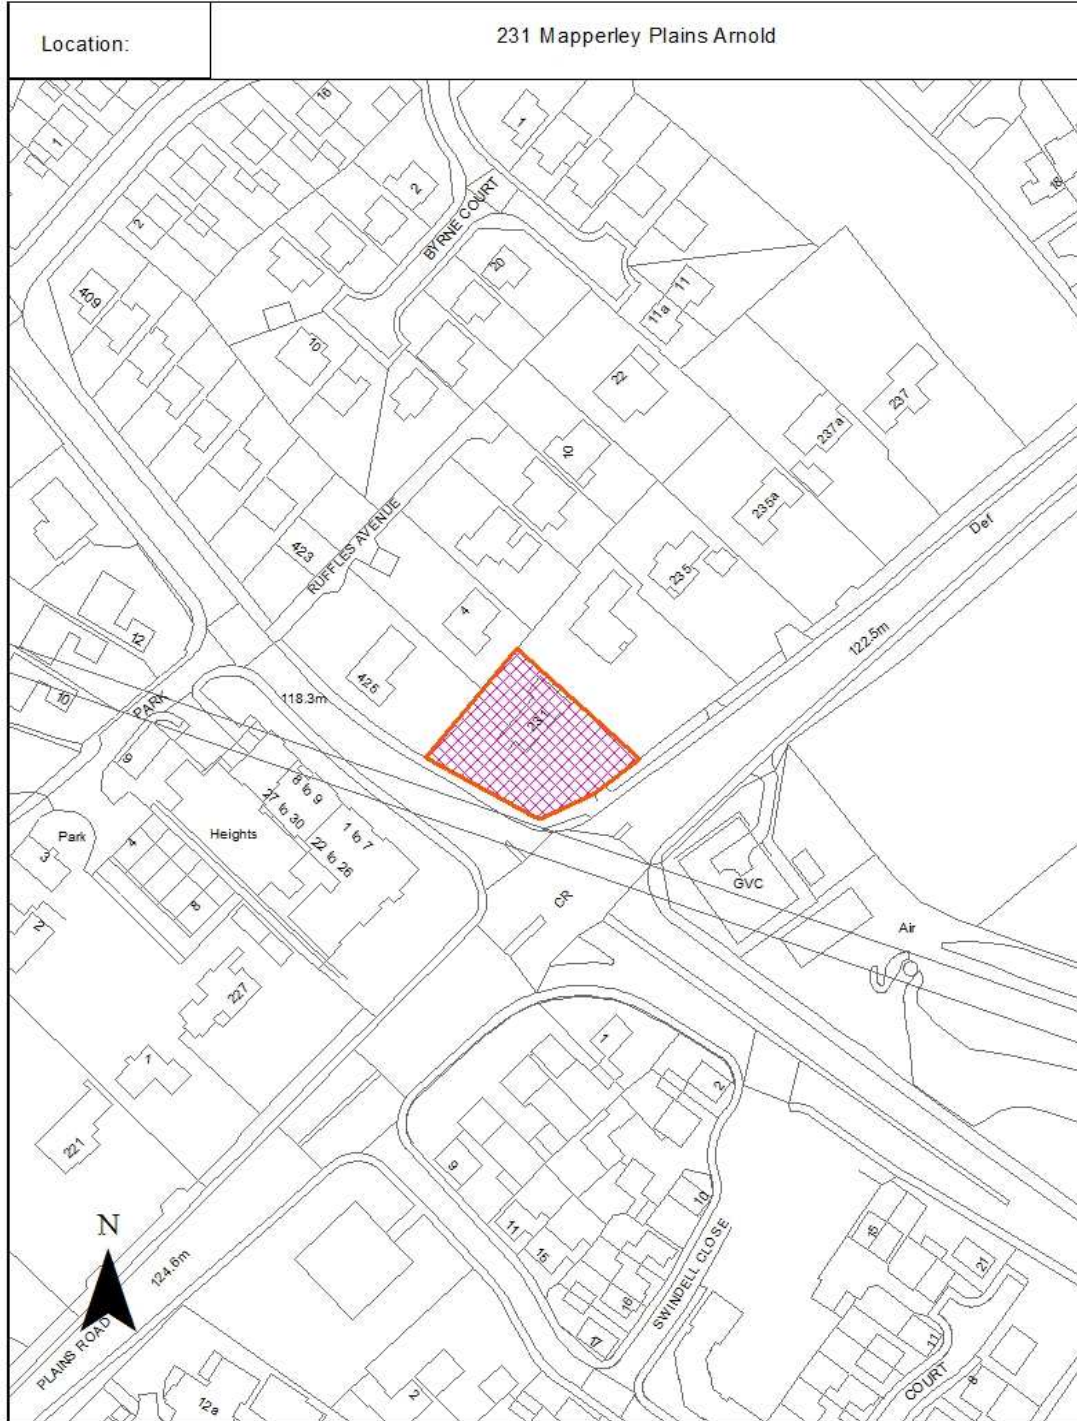 Location:
231 Mapperley Plains Arnold
16
1
1
18
2
2
BYRNE COURT
20
409
11
11a
10
22
237
237a
10
235a
423
RUFFLES AVENUE
Def
235
4
12
122.5m
425
10
PARK
118.3m
231
9
8 to 9
27 to 30
1 to 7
Park
Heights
4
22 to 26
3
GVC
CR
8
Air
2
227
1
1
2
221
9
10
11
15
15
N
21
124.6m
SWINDELL CLOSE
16
17
11
PLAINS ROAD
COURT
8
2
12a